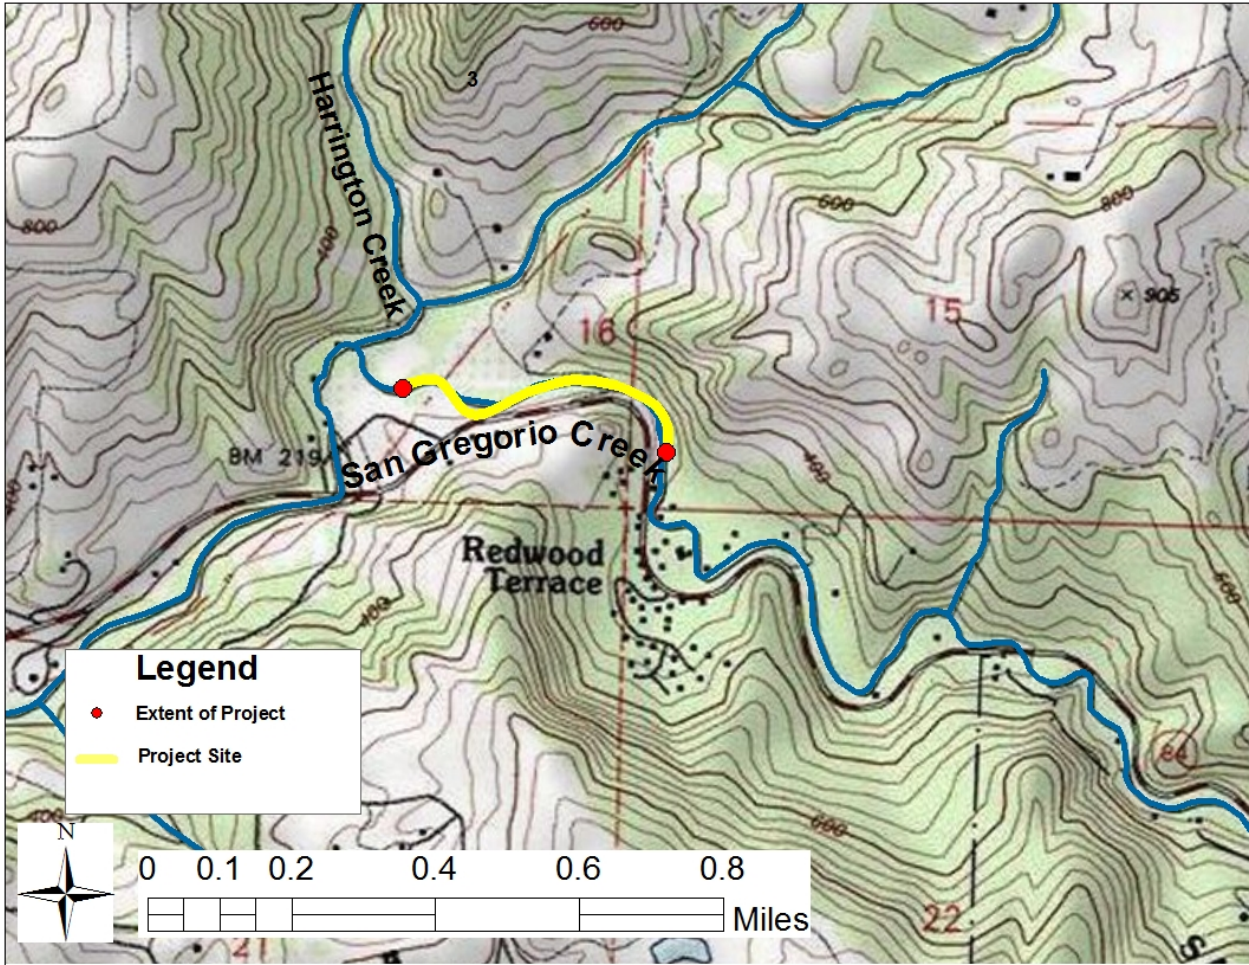 600
3
Harrington Creek
800
400
600
800
× 905
15
16
BM 219
San Gregorio Creek
400
Redwood
Terrace
400
600
Legend
Extent of Project
Project Site
84
600
400
N
0 0.1 0.2 0.4 0.6 0.8
Miles
22
21